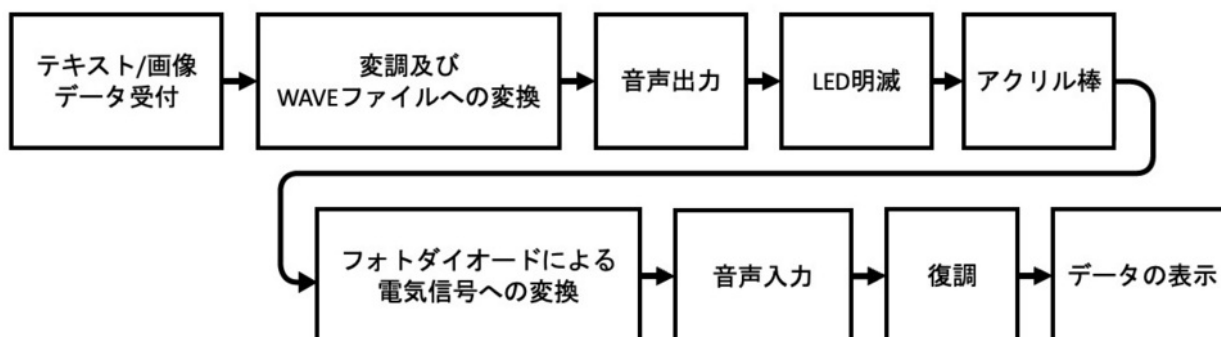 テキスト/画像
データ受付
変調及び
WAVEファイルへの変換
音声出力
LED明滅
アクリル棒
フォトダイオードによる
電気信号への変換
音声入力
復調
データの表示